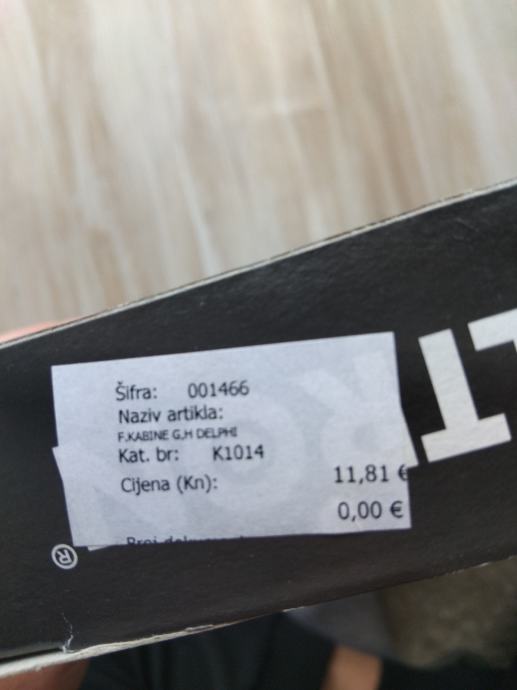 Šifra: 001466
Naziv artikla:
F.KABINE G,H DELPHI
Kat. br: K1014
Cijena (Kn): 11,81 €
0,00 €
®